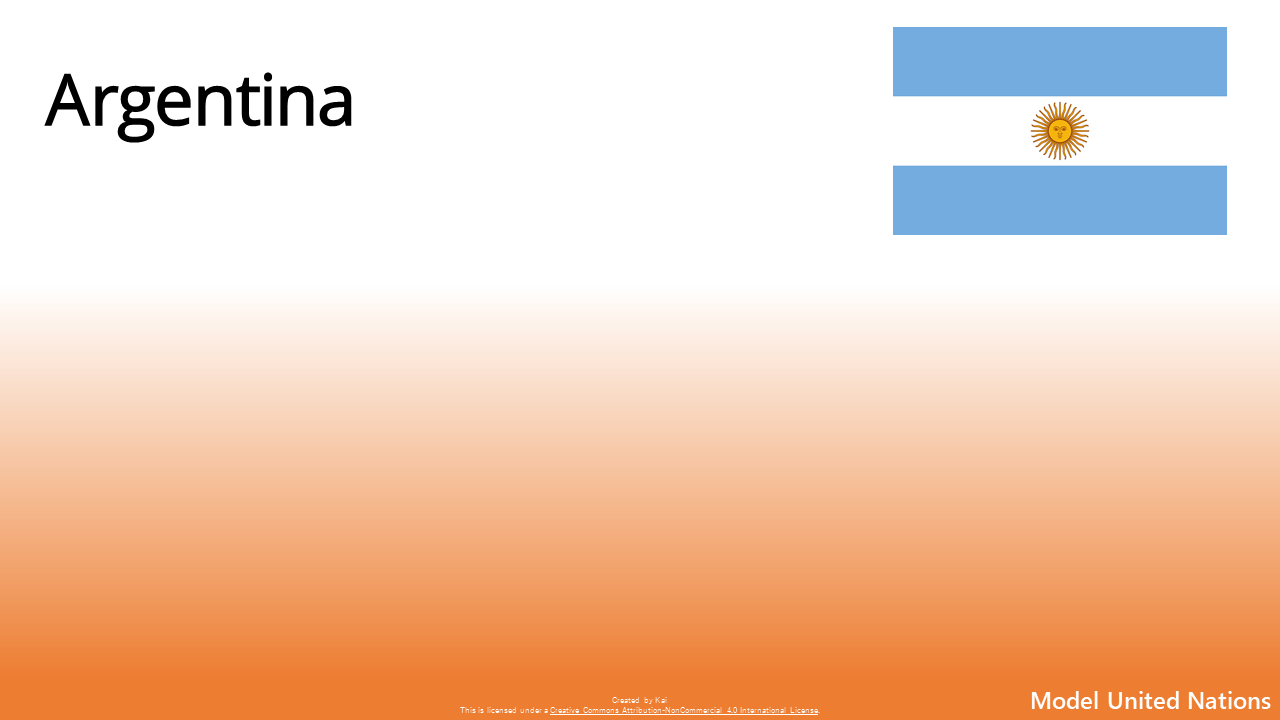 Argentina
Created by Kai
This is licensed under a Creative Commons Attribution-NonCommercial 4.0 International License.
Model United Nations